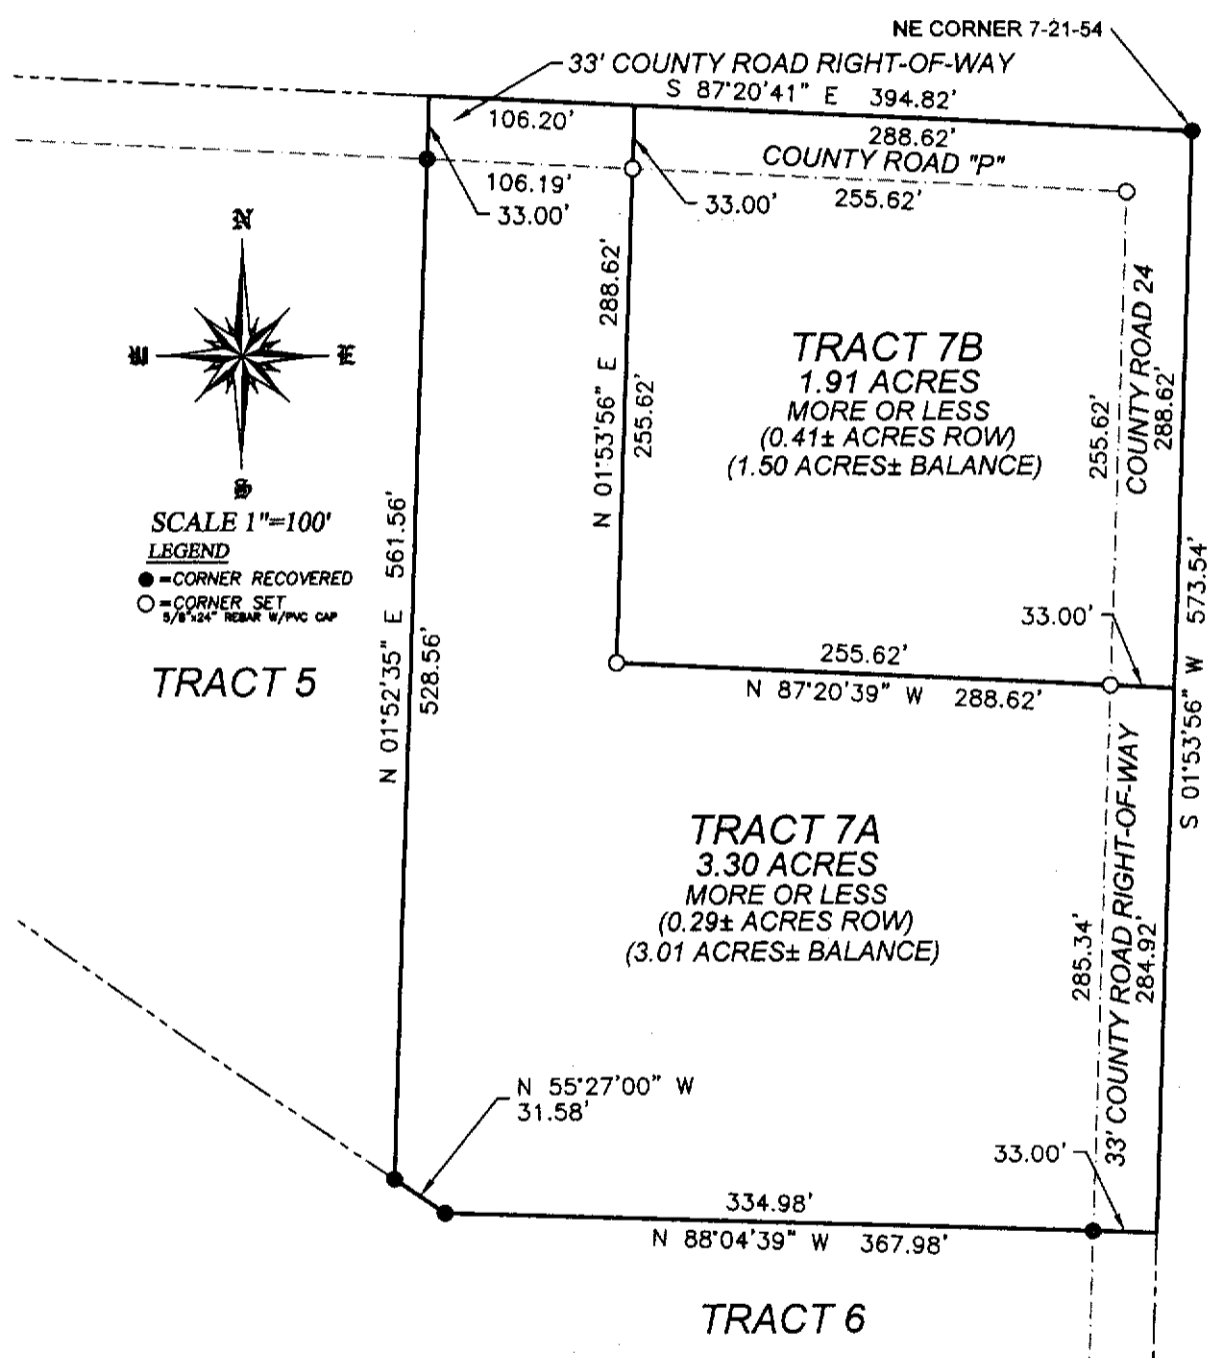 NE CORNER 7-21-54
33' COUNTY ROAD RIGHT-OF-WAY
S 87°20'41" E 394.82'
106.20'
288.62'
COUNTY ROAD "P"
106.19'
33.00'
33.00'
255.62'
N
W
E
S
SCALE 1"=100'
LEGEND
=CORNER RECOVERED
=CORNER SET
5/8"x24" REBAR W/PVC CAP
TRACT 5
N 01°52'35" E 561.56'
528.56'
N 01°53'56" E 288.62'
255.62'
TRACT 7B
1.91 ACRES
MORE OR LESS
(0.41± ACRES ROW)
(1.50 ACRES± BALANCE)
255.62'
COUNTY ROAD 24
288.62'
S 01°53'56" W 573.54'
33.00'
255.62'
N 87°20'39" W 288.62'
TRACT 7A
3.30 ACRES
MORE OR LESS
(0.29± ACRES ROW)
(3.01 ACRES± BALANCE)
285.34'
33' COUNTY ROAD RIGHT-OF-WAY
284.92'
N 55°27'00" W
31.58'
33.00'
334.98'
N 88°04'39" W 367.98'
TRACT 6